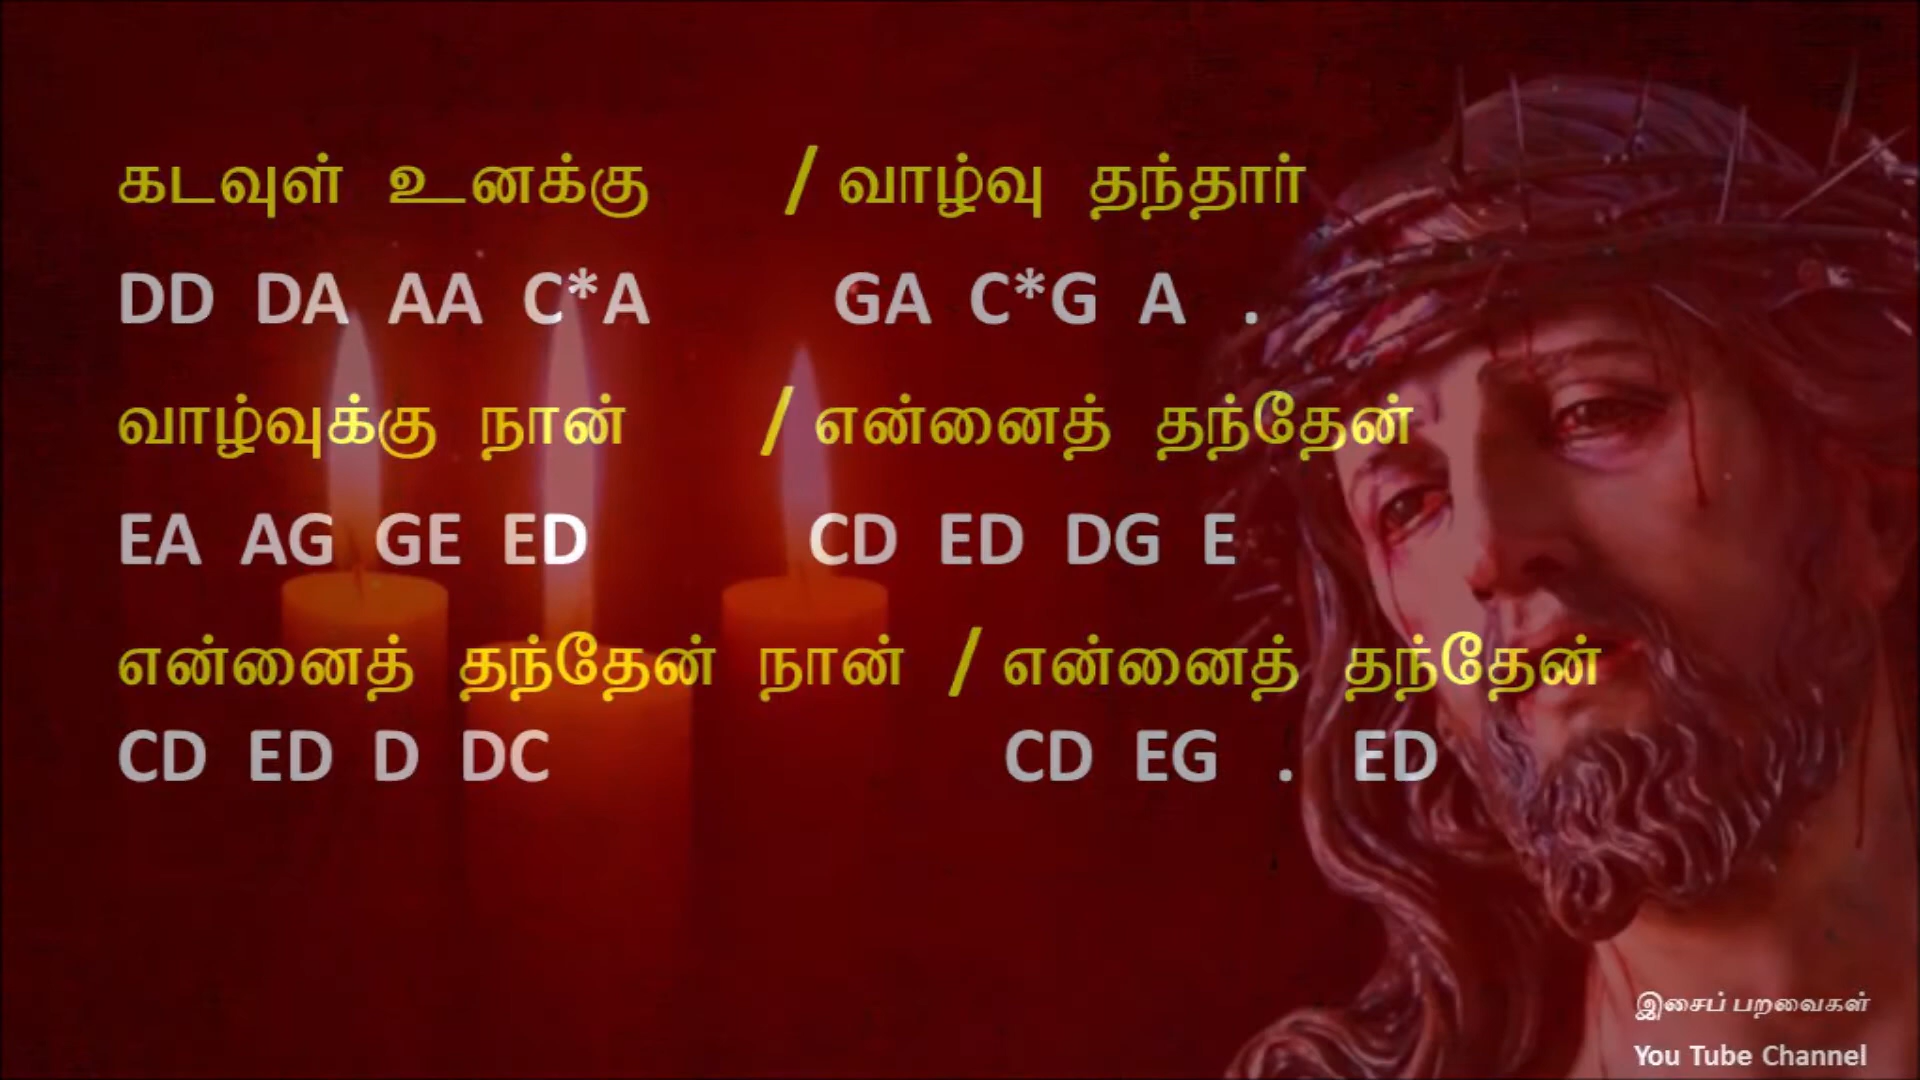 கடவுள் உனக்கு / வாழ்வு தந்தார்
DD DA AA C*A GA C*G A .
வாழ்வுக்கு நான் / என்னைத் தந்தேன்
EA AG GE ED CD ED DG E
என்னைத் தந்தேன் நான் / என்னைத் தந்தேன்
CD ED D DC CD EG . ED
இசைப் பறவைகள்
You Tube Channel